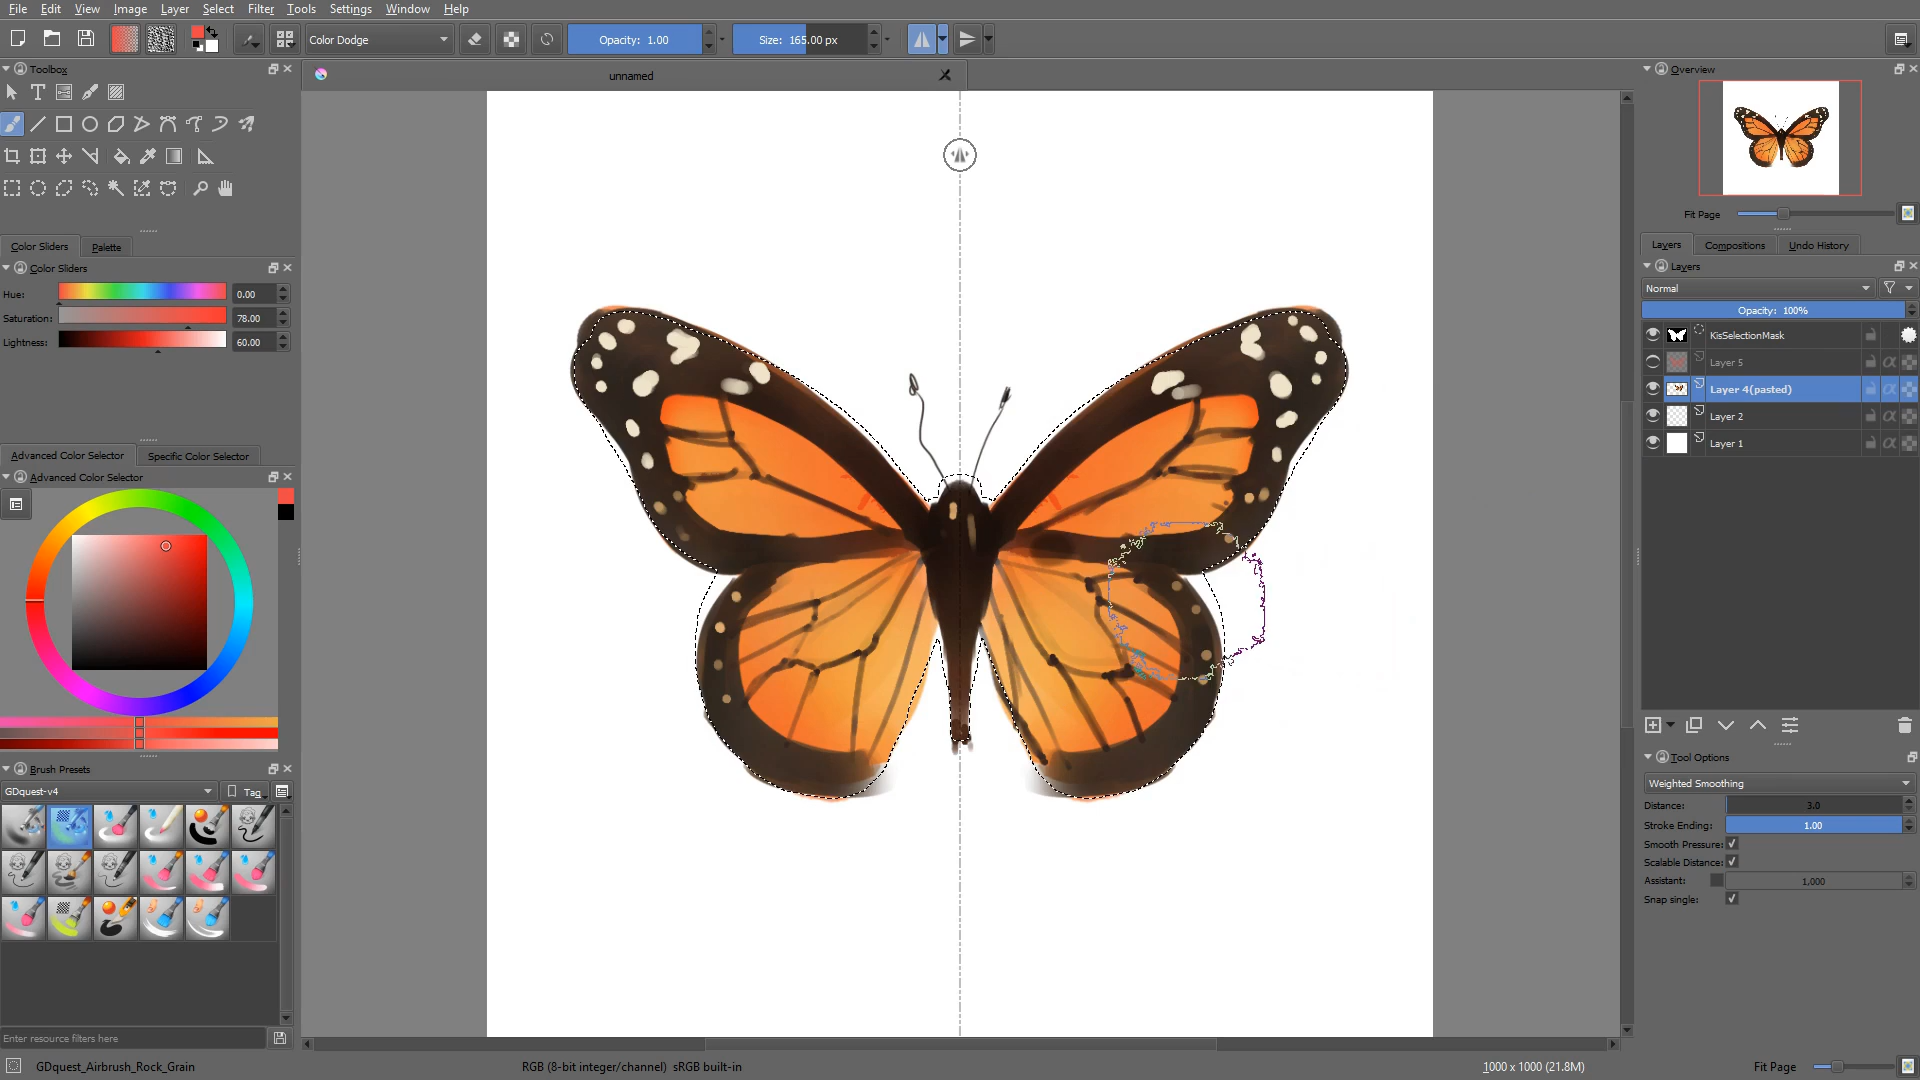 File Edit View Image Layer Select Filter Tools Settings Window Help
Color Dodge
Opacity: 1.00
Size: 165.00 px
Toolbox
unnamed
Overview
Fit Page
Color Sliders
Palette
Color Sliders
Hue: 0.00
Saturation: 78.00
Lightness: 60.00
Layers
Compositions
Undo History
Layers
Normal
Opacity: 100%
KisSelectionMask
Layer 5
Layer 4(pasted)
Layer 2
Layer 1
Advanced Color Selector
Specific Color Selector
Advanced Color Selector
Brush Presets
GDquest-v4
Tag
Tool Options
Weighted Smoothing
Distance: 3.0
Stroke Ending: 1.00
Smooth Pressure:
Scalable Distance:
Assistant: 1,000
Snap single:
Enter resource filters here
GDquest_Airbrush_Rock_Grain
RGB (8-bit integer/channel) sRGB built-in
1000 x 1000 (21.8M)
Fit Page